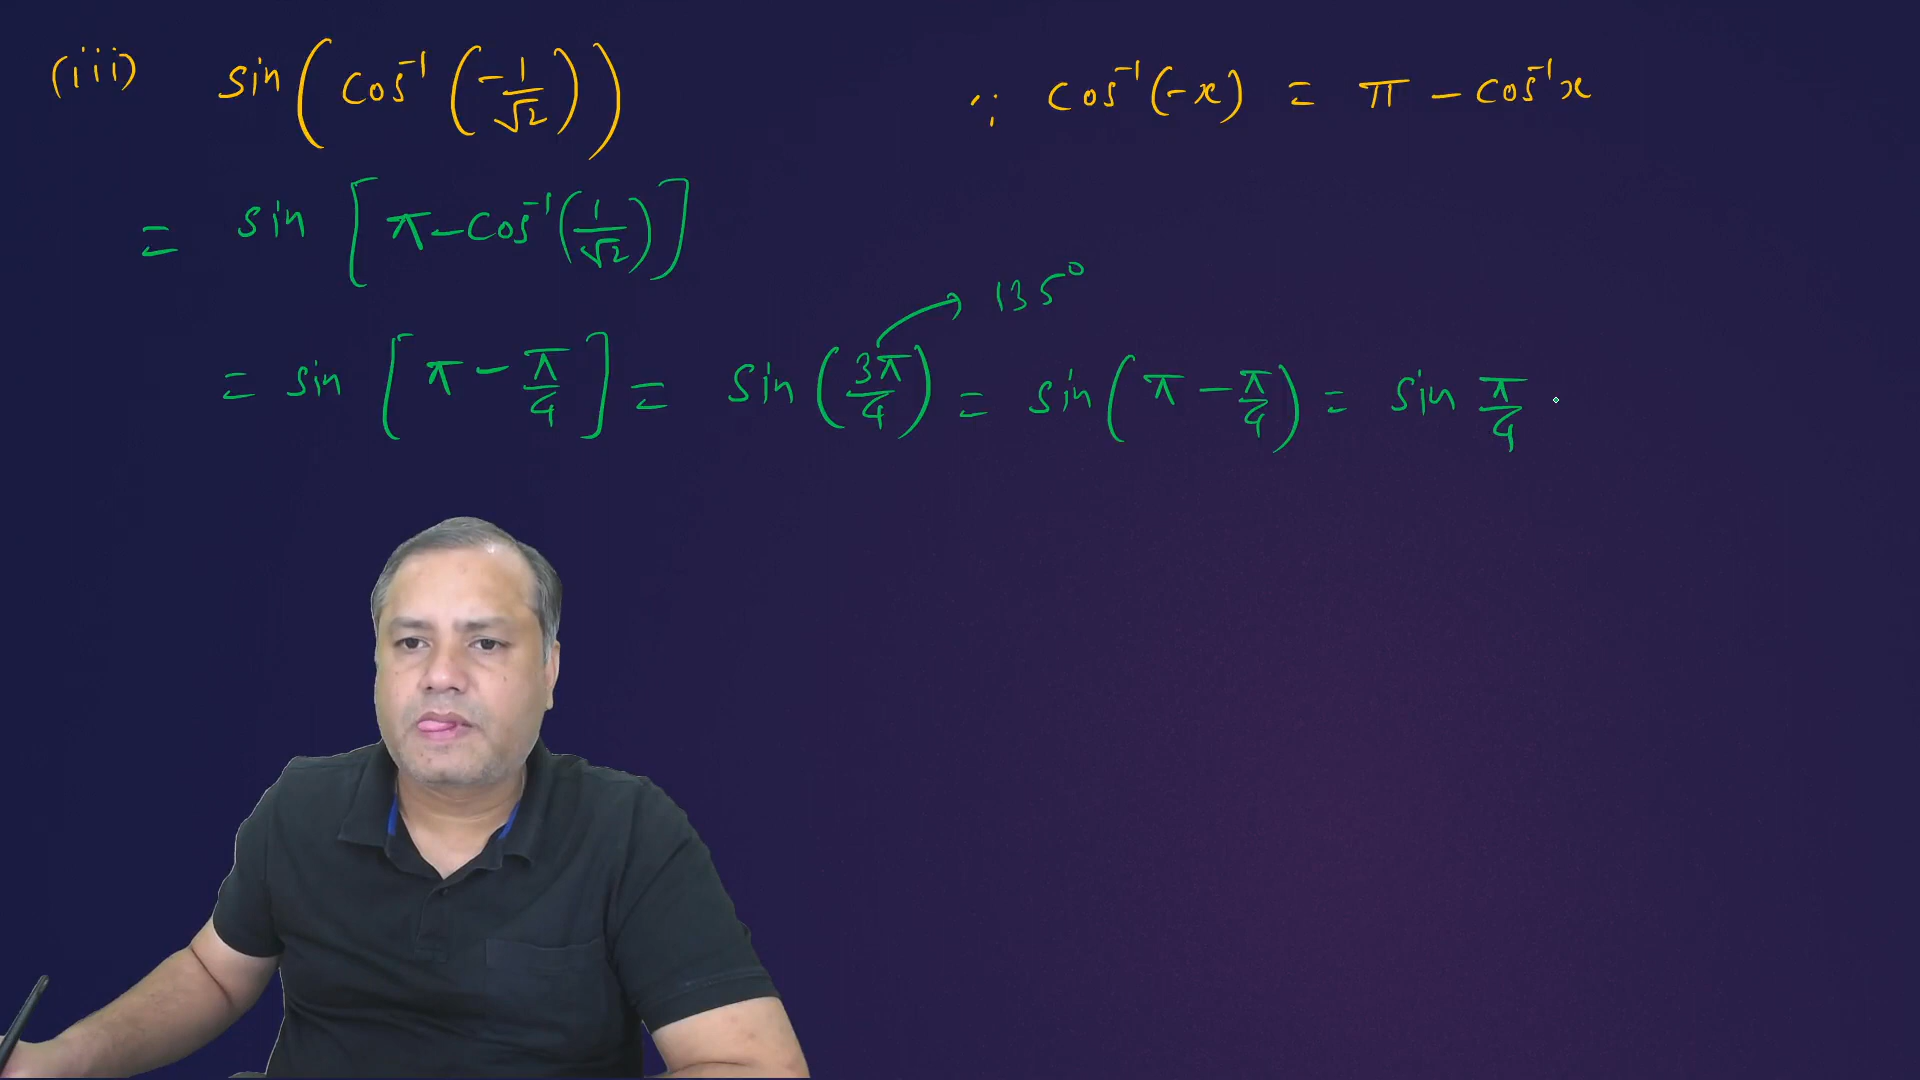 (iii) sin(cos⁻¹(-1/√2)) ∵ cos⁻¹(-x) = π - cos⁻¹x
= sin [π - cos⁻¹(1/√2)]
135°
= sin [π - π/4] = sin (3π/4) = sin (π - π/4) = sin π/4